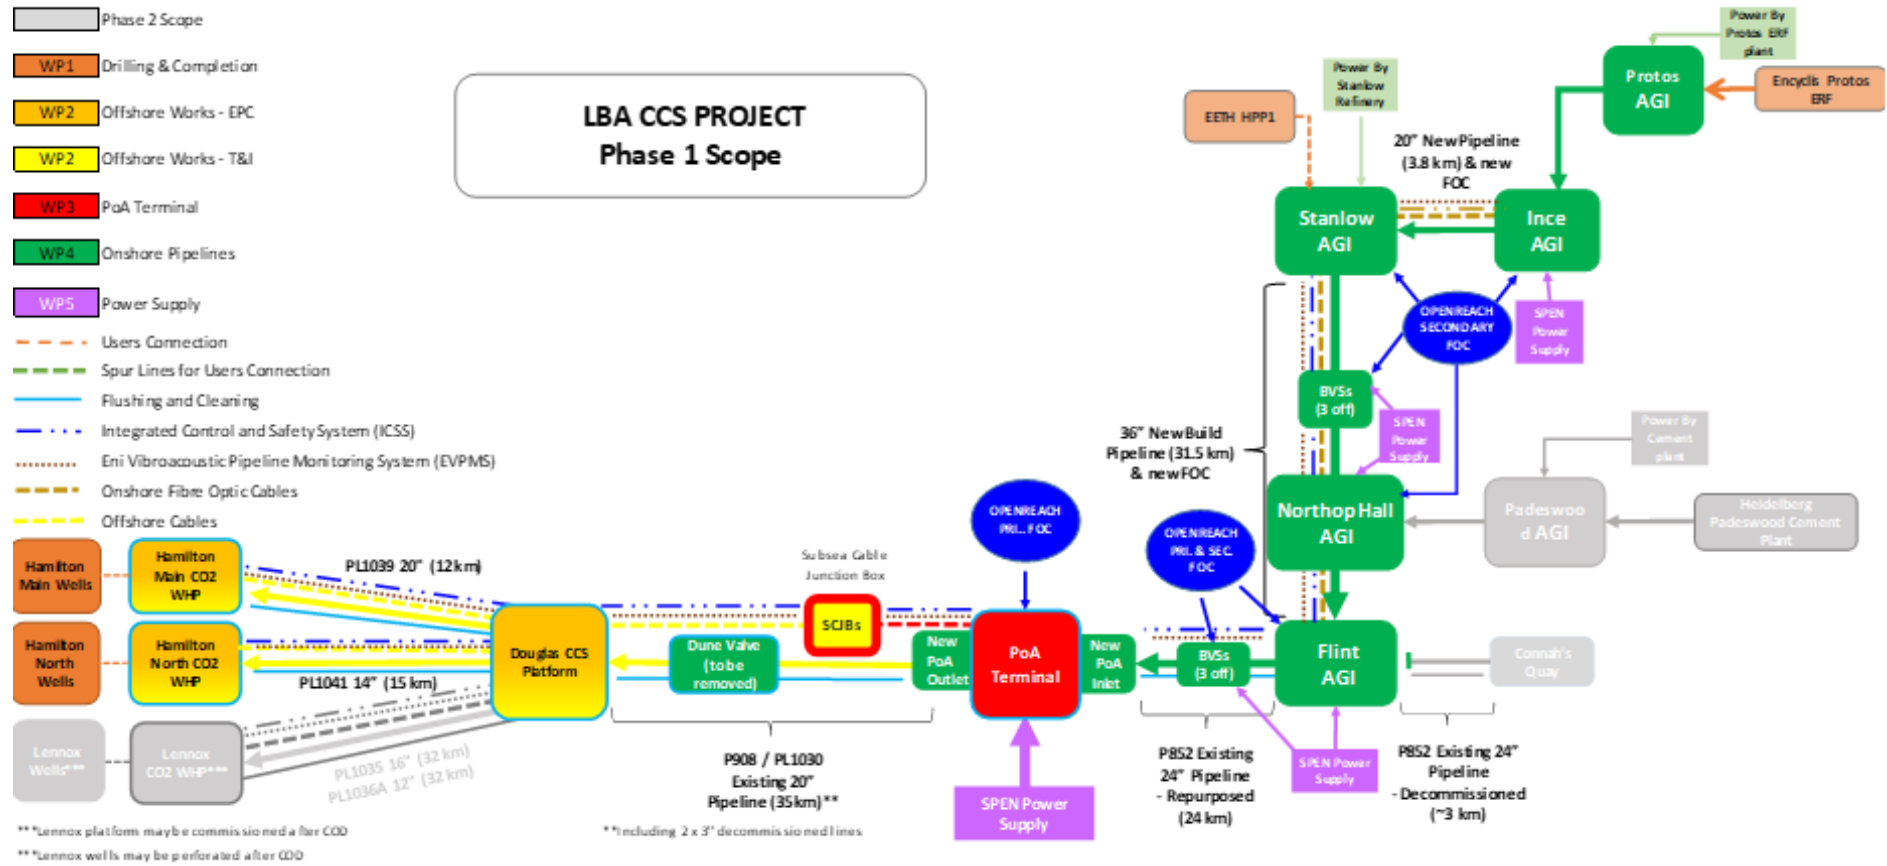 Phase 2 Scope
WP1 Drilling & Completion
WP2 Offshore Works - EPC
WP2 Offshore Works - T&I
WP3 PoA Terminal
WP4 Onshore Pipelines
WP5 Power Supply
Users Connection
Spur Lines for Users Connection
Flushing and Cleaning
Integrated Control and Safety System (ICSS)
Eni Vibroacoustic Pipeline Monitoring System (EVPMS)
Onshore Fibre Optic Cables
Offshore Cables
LBA CCS PROJECT
Phase 1 Scope
Power By
Protos ERF
plant
Protos
AGI
Encyclis Protos
ERF
Power By
Stanlow
Refinery
EETH HPP1
20" New Pipeline
(3.8 km) & new
FOC
Stanlow
AGI
Ince
AGI
OPENREACH
SECONDARY
FOC
SPEN
Power
Supply
BVSs
(3 off)
SPEN
Power
Supply
36" New Build
Pipeline (31.5 km)
& new FOC
Power By
Cement
plant
Northop Hall
AGI
Padeswoo
d AGI
Heidelberg
Padeswood Cement
Plant
OPENREACH
PRI... FOC
OPENREACH
PRI. & SEC.
FOC
Hamilton
Main Wells
Hamilton
Main CO2
WHP
PL1039 20" (12km)
Subsea Cable
Junction Box
SCJBs
Hamilton
North
Wells
Hamilton
North CO2
WHP
PL1041 14" (15 km)
Douglas CCS
Platform
Dune Valve
(to be
removed)
New
PoA
Outlet
PoA
Terminal
New
PoA
Inlet
BVSs
(3 off)
Flint
AGI
Connah's
Quay
Lennox
Wells***
Lennox
CO2 WHP***
PL1035 16" (32 km)
PL1036A 12" (32 km)
P908 / PL1030
Existing 20"
Pipeline (35km)**
SPEN Power
Supply
P852 Existing
24" Pipeline
- Repurposed
(24 km)
SPEN Power
Supply
P852 Existing 24"
Pipeline
- Decommissioned
(~3 km)
***Lennox platform may be commissioned after COD
**Including 2 x 3" decommissioned lines
***Lennox wells may be perforated after COD